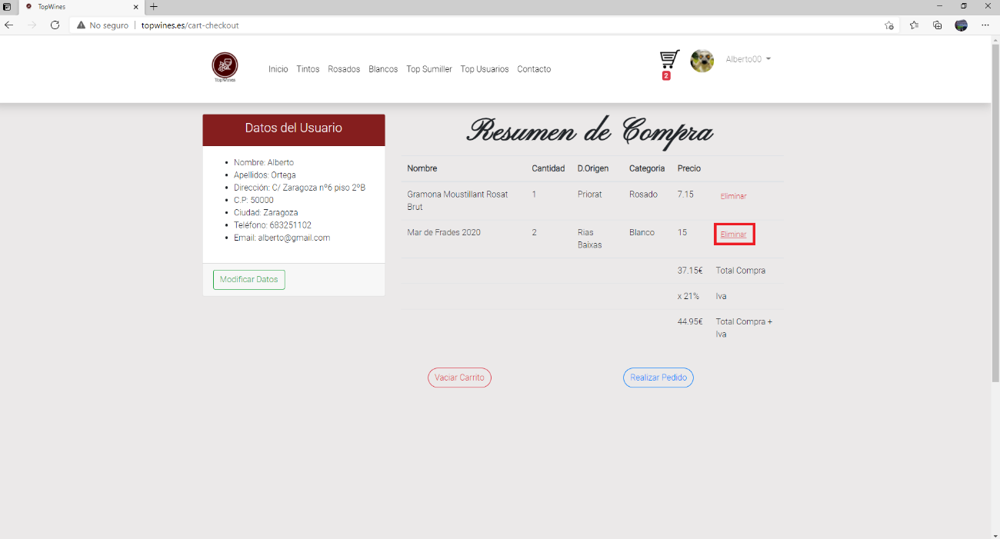 TopWines
No seguro
topwines.es/cart-checkout
TopWines
Inicio Tintos Rosados Blancos Top Sumiller Top Usuarios Contacto
2
Alberto00
Datos del Usuario
Nombre: Alberto
Apellidos: Ortega
Dirección: C/ Zaragoza nº6 piso 2ºB
C.P: 50000
Ciudad: Zaragoza
Teléfono: 683251102
Email: alberto@gmail.com
Modificar Datos
Resumen de Compra
Nombre Cantidad D.Origen Categoria Precio
Gramona Moustillant Rosat 1 Priorat Rosado 7.15 Eliminar
Brut
Mar de Frades 2020 2 Rias Blanco 15 Eliminar
Baixas
37.15€ Total Compra
x 21% Iva
44.95€ Total Compra +
Iva
Vaciar Carrito Realizar Pedido